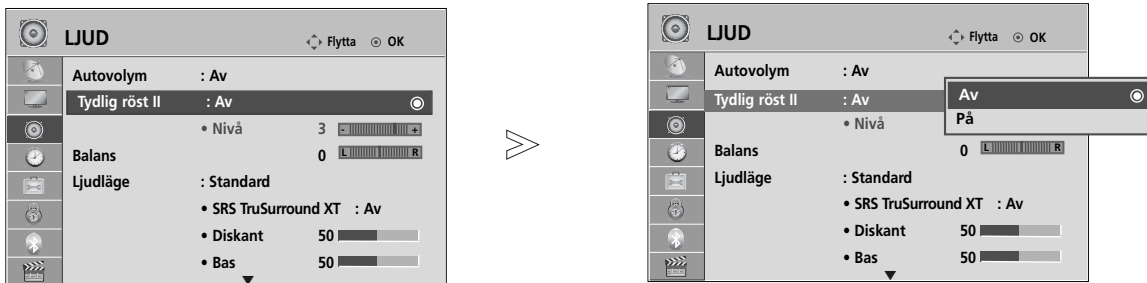 LJUD
Flytta OK
Autovolym : Av
Tydlig röst II : Av
• Nivå 3 - +
Balans 0 L R
Ljudläge : Standard
• SRS TruSurround XT : Av
• Diskant 50
• Bas 50
LJUD
Flytta OK
Autovolym : Av
Tydlig röst II : Av
• Nivå
Av
På
Balans 0 L R
Ljudläge : Standard
• SRS TruSurround XT : Av
• Diskant 50
• Bas 50